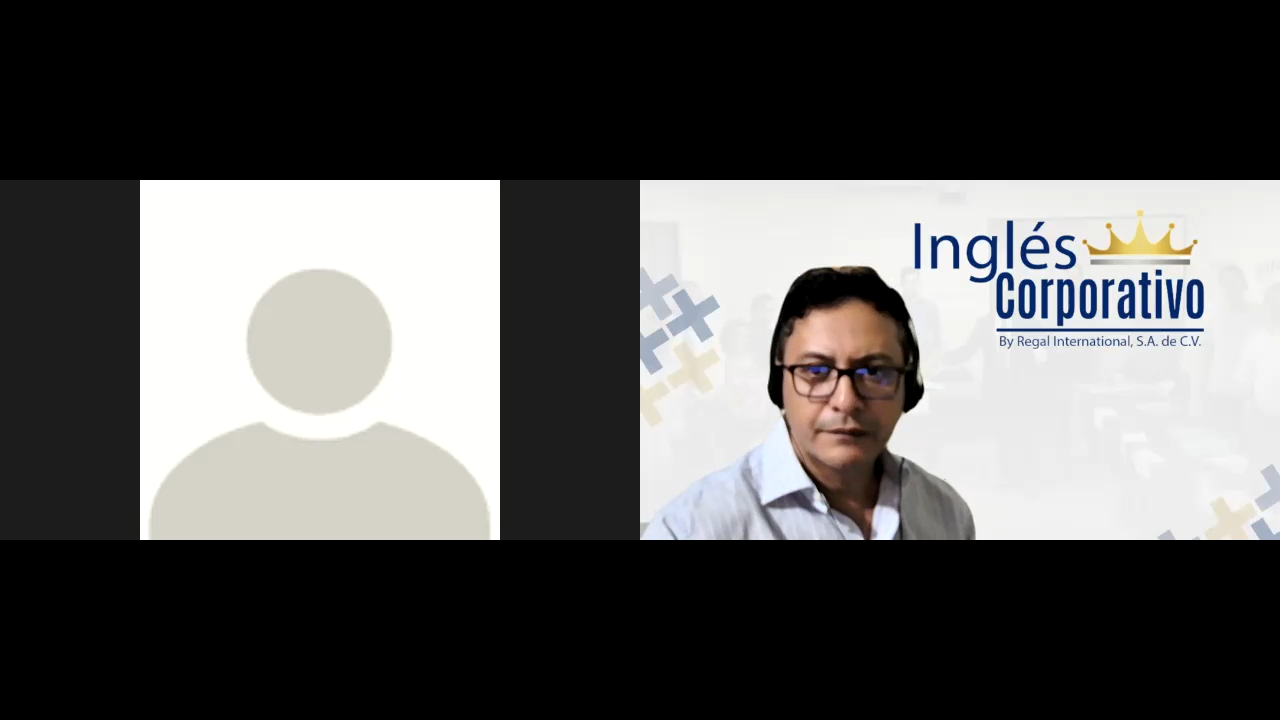 Inglés
Corporativo
By Regal International, S.A. de C.V.